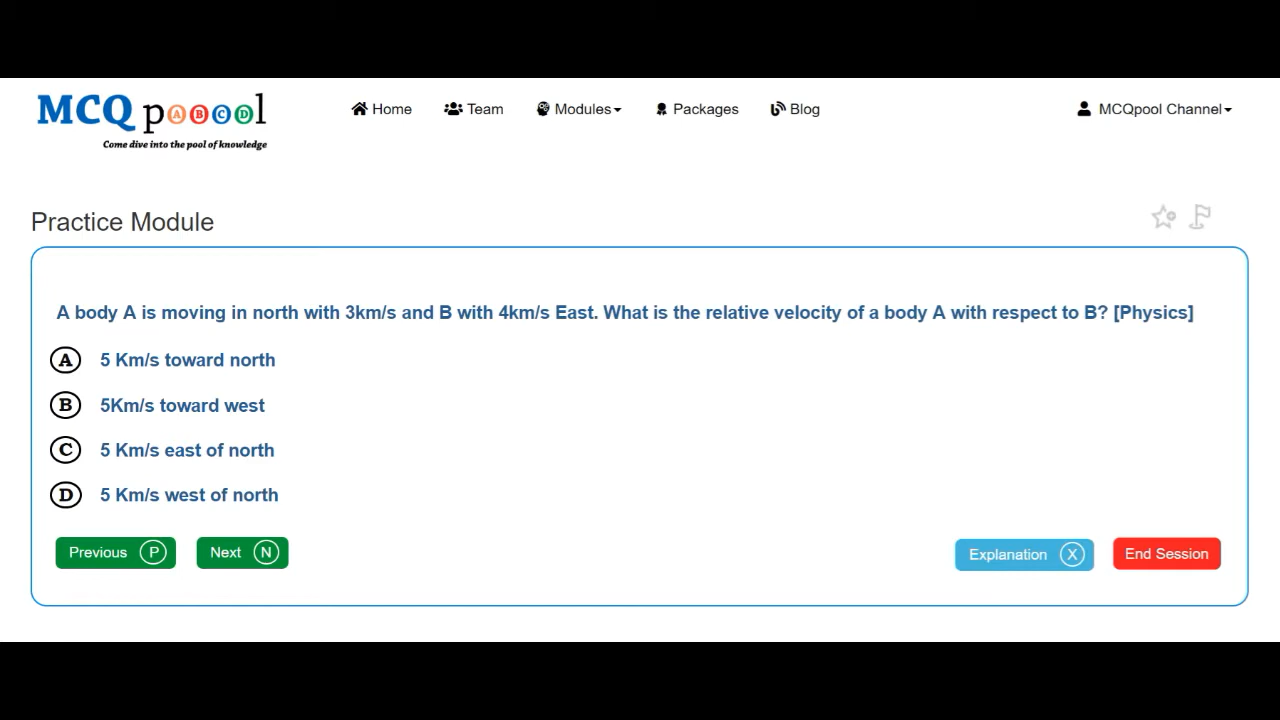 MCQ pABCDl
Come dive into the pool of knowledge
Home Team Modules Packages Blog MCQpool Channel
Practice Module
A body A is moving in north with 3km/s and B with 4km/s East. What is the relative velocity of a body A with respect to B? [Physics]
A 5 Km/s toward north
B 5Km/s toward west
C 5 Km/s east of north
D 5 Km/s west of north
Previous P Next N Explanation X End Session